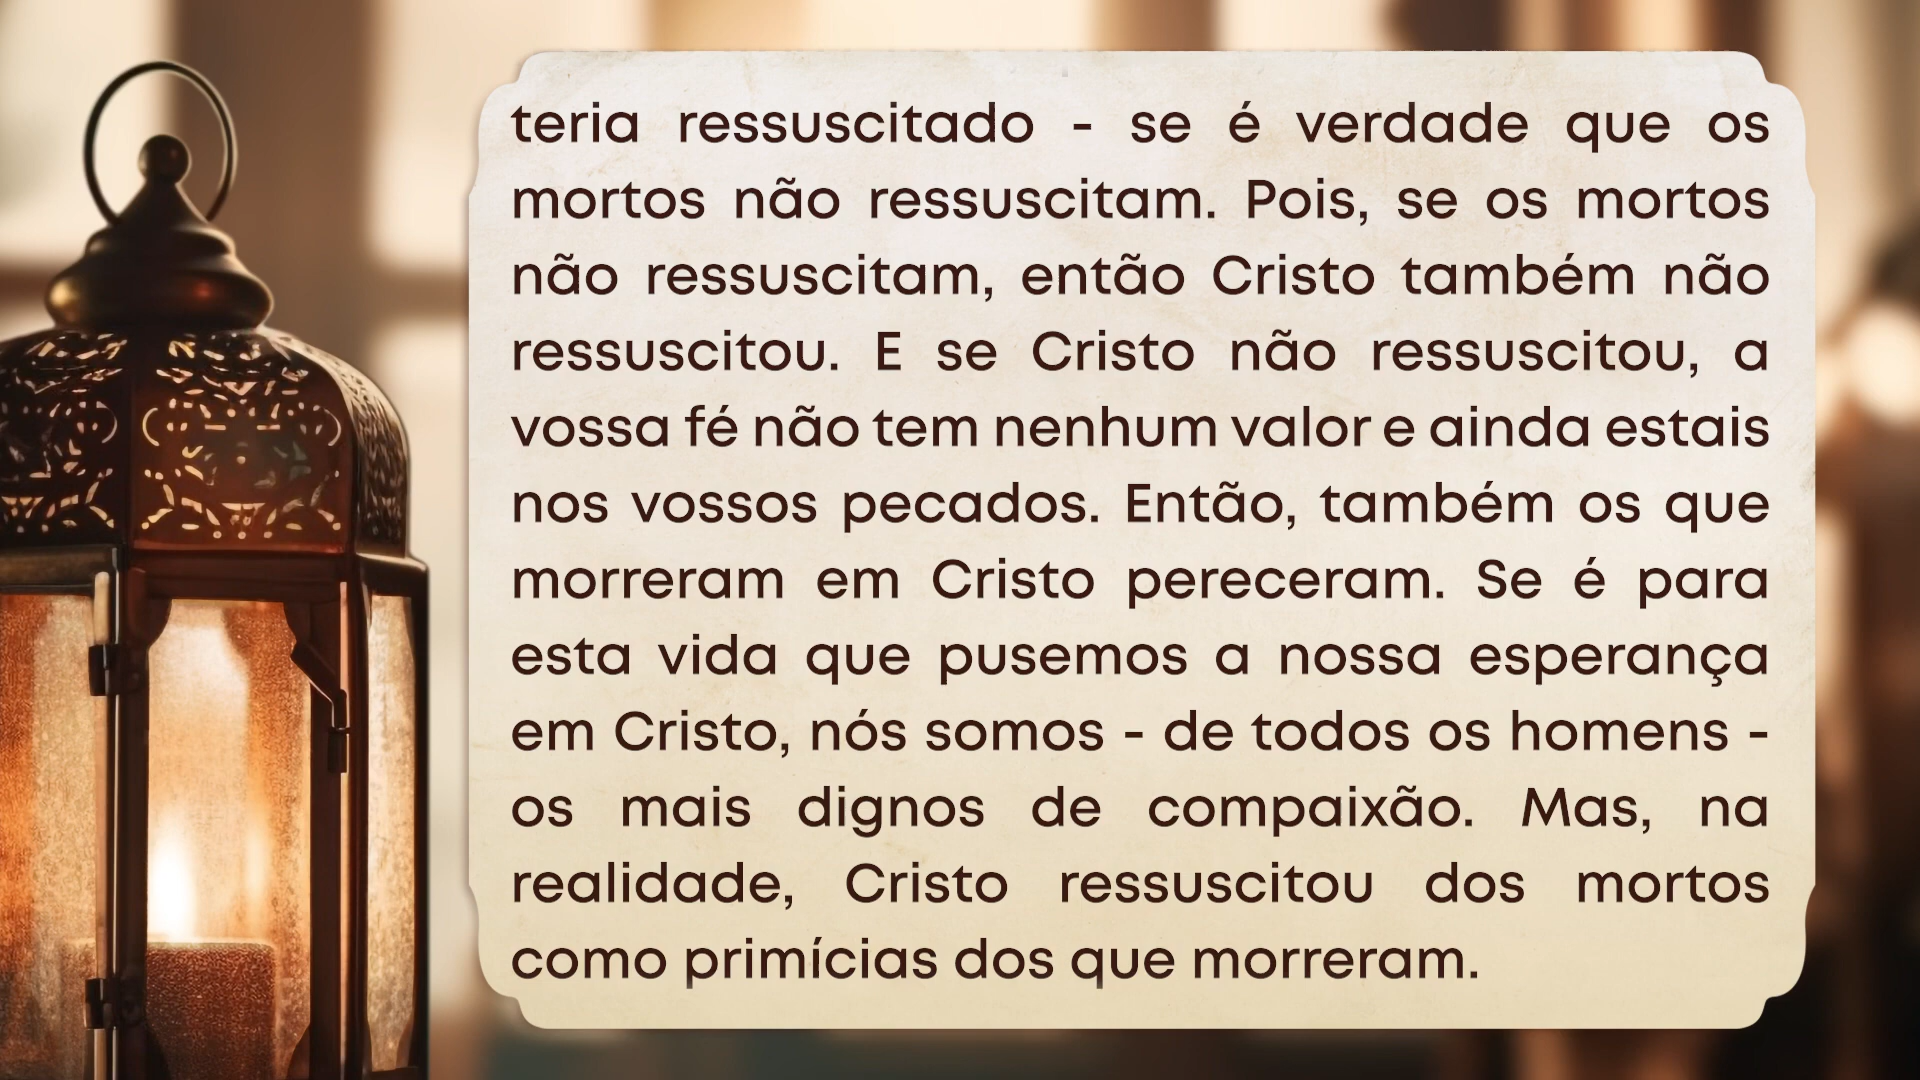 teria ressuscitado - se é verdade que os
mortos não ressuscitam. Pois, se os mortos
não ressuscitam, então Cristo também não
ressuscitou. E se Cristo não ressuscitou, a
vossa fé não tem nenhum valor e ainda estais
nos vossos pecados. Então, também os que
morreram em Cristo pereceram. Se é para
esta vida que pusemos a nossa esperança
em Cristo, nós somos - de todos os homens -
os mais dignos de compaixão. Mas, na
realidade, Cristo ressuscitou dos mortos
como primícias dos que morreram.